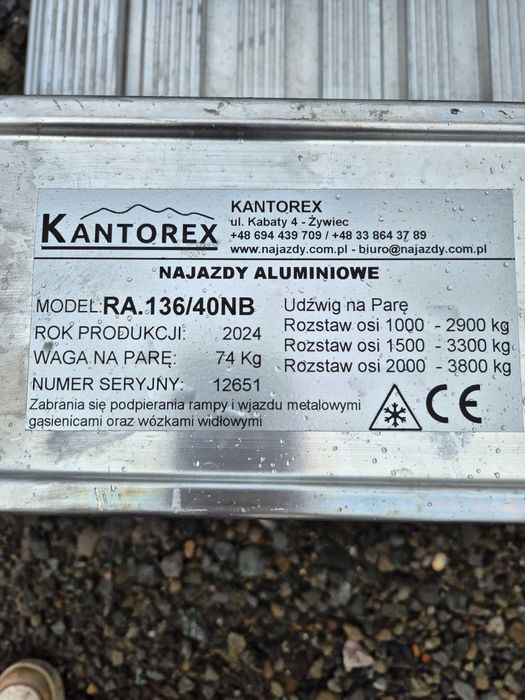 KANTOREX
KANTOREX
ul. Kabaty 4 - Żywiec
+48 694 439 709 / +48 33 864 37 89
www.najazdy.com.pl - biuro@najazdy.com.pl
NAJAZDY ALUMINIOWE
MODEL: RA.136/40NB
ROK PRODUKCJI: 2024
WAGA NA PARĘ: 74 Kg
NUMER SERYJNY: 12651
Udźwig na Parę
Rozstaw osi 1000 - 2900 kg
Rozstaw osi 1500 - 3300 kg
Rozstaw osi 2000 - 3800 kg
Zabrania się podpierania rampy i wjazdu metalowymi
gąsienicami oraz wózkami widłowymi
CE